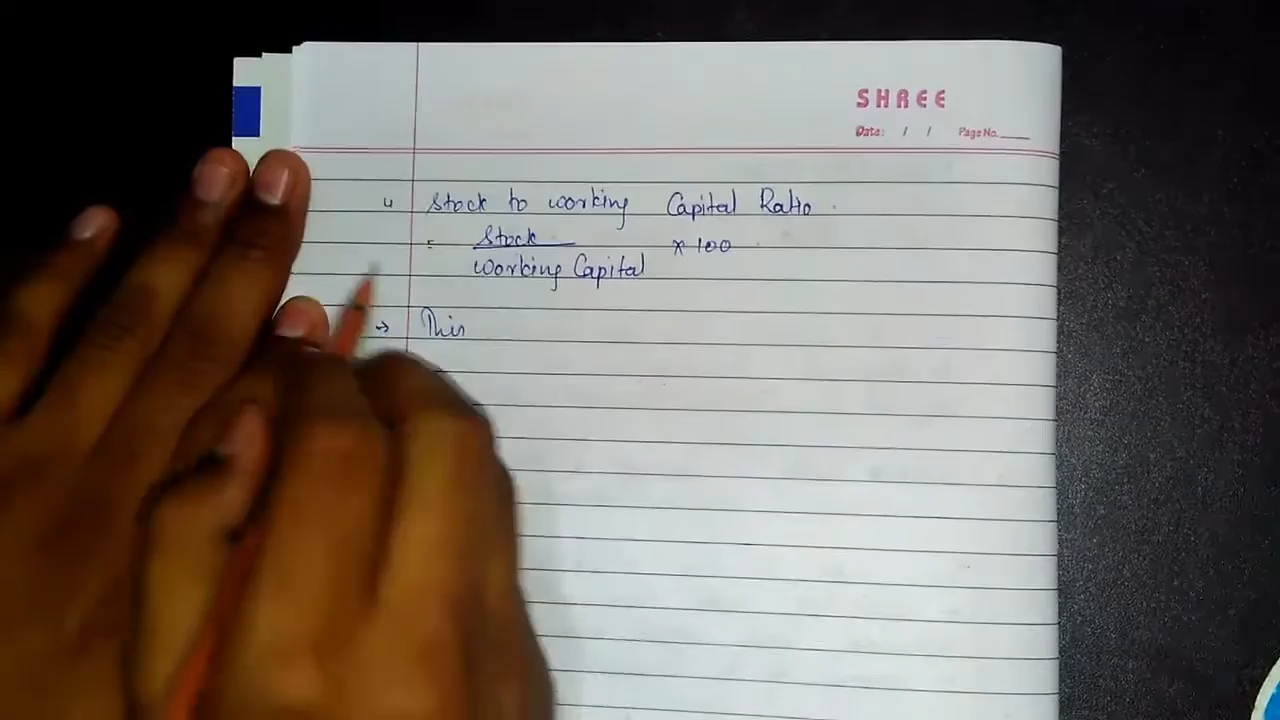 SHREE
Date: / / Page No.
4 Stock to working Capital Ratio.
= Stock x 100
working Capital
→ This